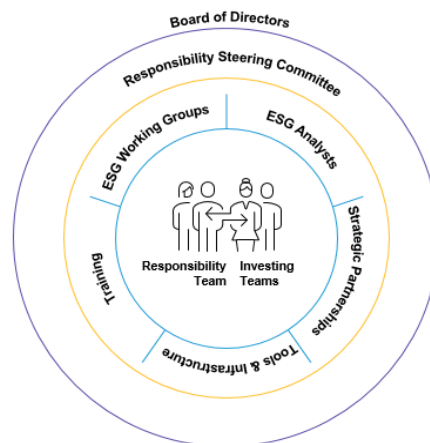 Board of Directors
Responsibility Steering Committee
ESG Working Groups
ESG Analysts
Strategic Partnerships
Tools & Infrastructure
Training
Responsibility Team
Investing Teams